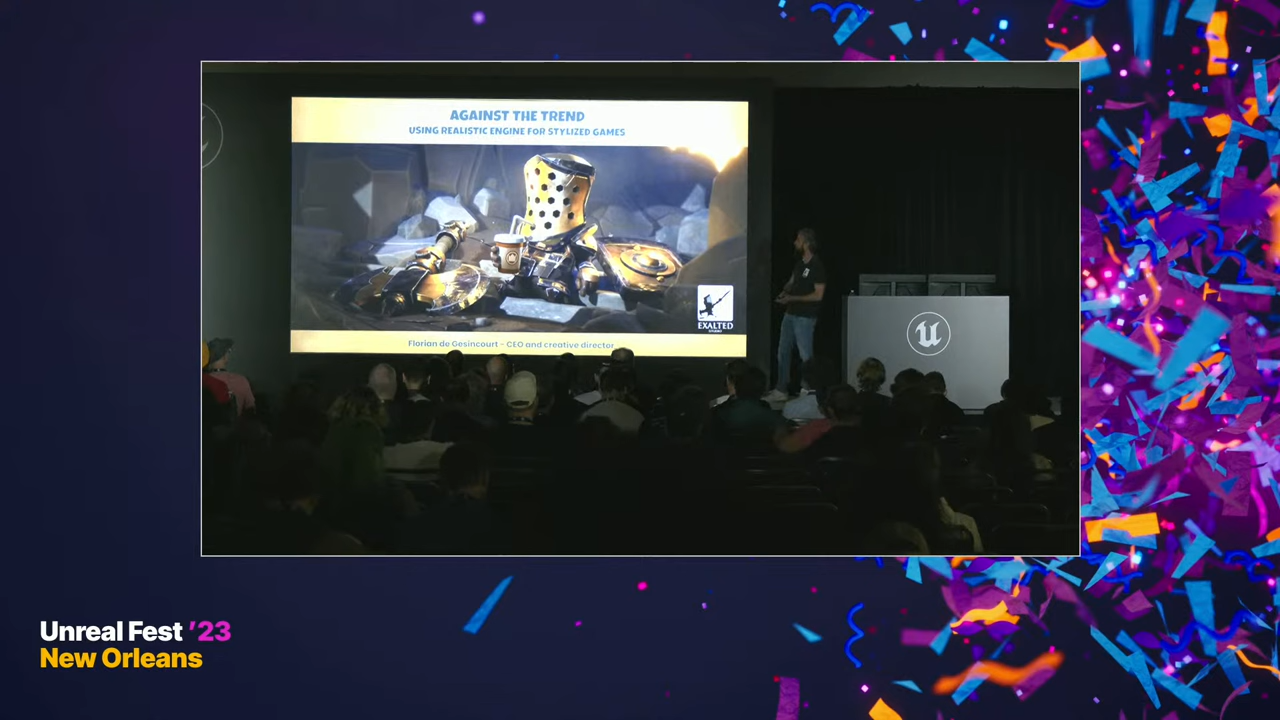 AGAINST THE TREND
USING REALISTIC ENGINE FOR STYLIZED GAMES
EXALTED
STUDIO
Florian de Gesincourt - CEO and creative director
Unreal Fest '23
New Orleans